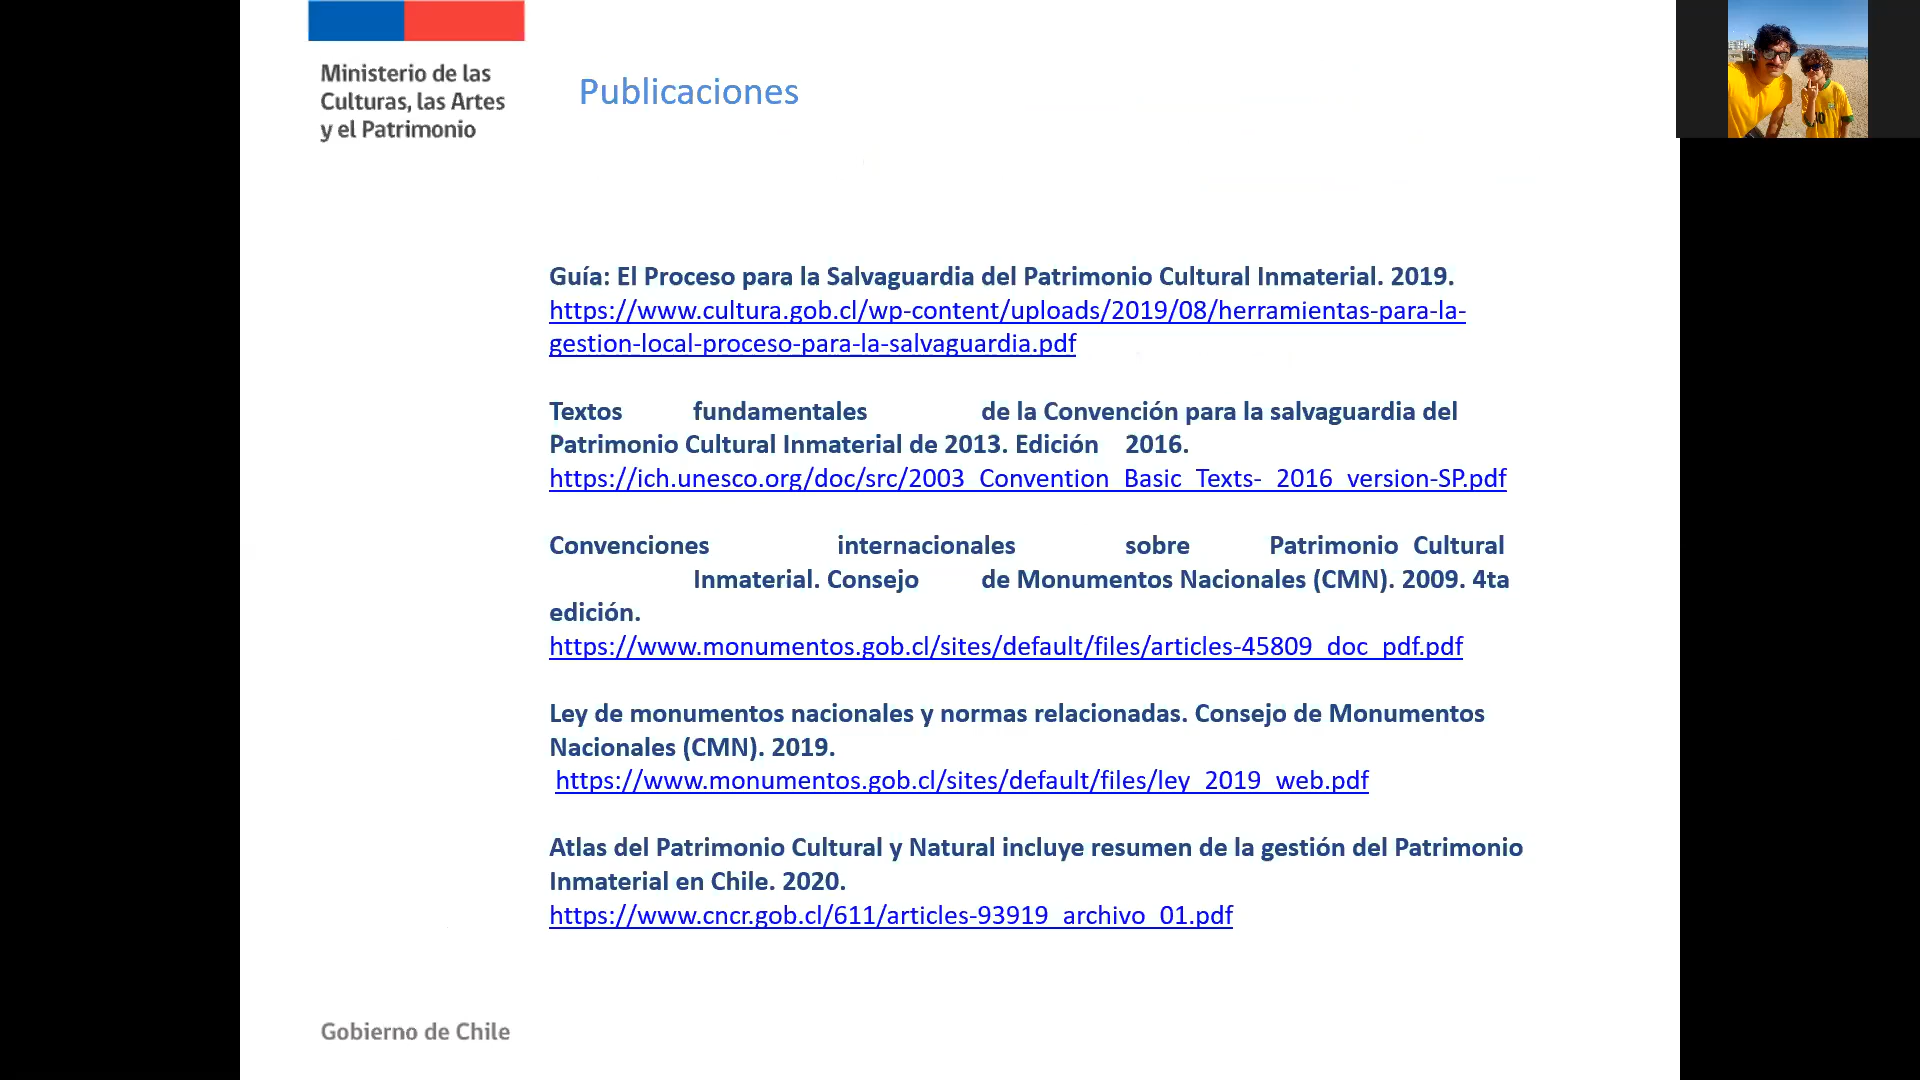 Ministerio de las
Culturas, las Artes
y el Patrimonio
Publicaciones
Guía: El Proceso para la Salvaguardia del Patrimonio Cultural Inmaterial. 2019.
https://www.cultura.gob.cl/wp-content/uploads/2019/08/herramientas-para-la-
gestion-local-proceso-para-la-salvaguardia.pdf
Textos fundamentales de la Convención para la salvaguardia del
Patrimonio Cultural Inmaterial de 2013. Edición 2016.
https://ich.unesco.org/doc/src/2003_Convention_Basic_Texts-_2016_version-SP.pdf
Convenciones internacionales sobre Patrimonio Cultural
Inmaterial. Consejo de Monumentos Nacionales (CMN). 2009. 4ta
edición.
https://www.monumentos.gob.cl/sites/default/files/articles-45809_doc_pdf.pdf
Ley de monumentos nacionales y normas relacionadas. Consejo de Monumentos
Nacionales (CMN). 2019.
https://www.monumentos.gob.cl/sites/default/files/ley_2019_web.pdf
Atlas del Patrimonio Cultural y Natural incluye resumen de la gestión del Patrimonio
Inmaterial en Chile. 2020.
https://www.cncr.gob.cl/611/articles-93919_archivo_01.pdf
Gobierno de Chile
10